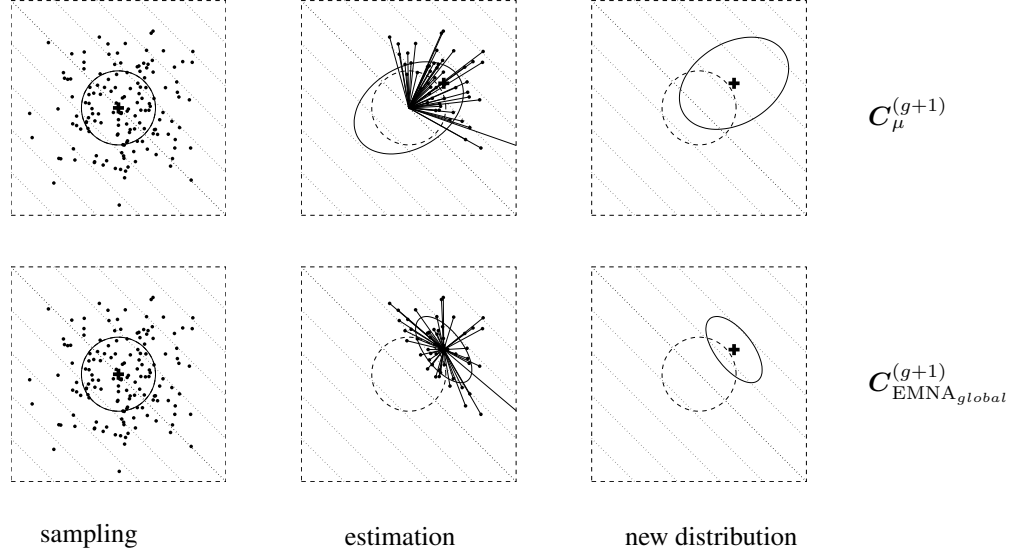 C_μ^(g+1)
C_EMNA_global^(g+1)
sampling estimation new distribution